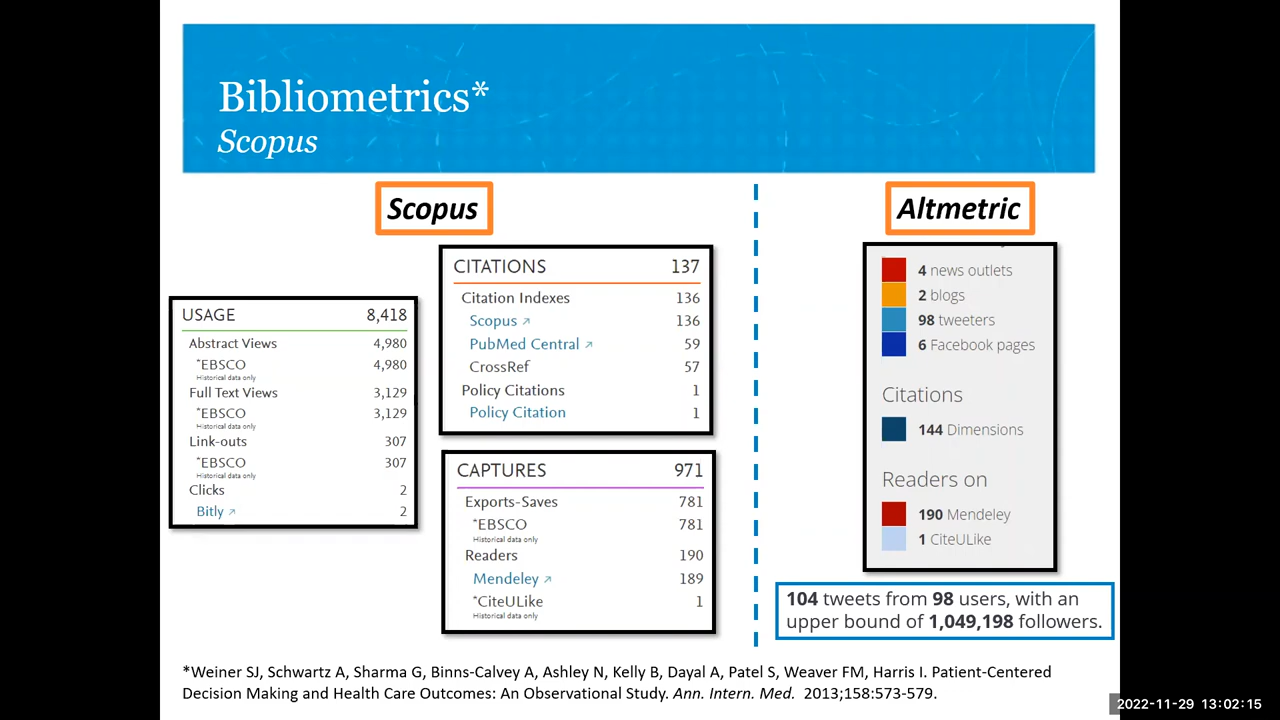 Bibliometrics*
Scopus
Scopus
USAGE 8,418
Abstract Views 4,980
*EBSCO 4,980
Historical data only
Full Text Views 3,129
*EBSCO 3,129
Historical data only
Link-outs 307
*EBSCO 307
Historical data only
Clicks 2
Bitly ↗ 2
CITATIONS 137
Citation Indexes 136
Scopus ↗ 136
PubMed Central ↗ 59
CrossRef 57
Policy Citations 1
Policy Citation 1
CAPTURES 971
Exports-Saves 781
*EBSCO 781
Historical data only
Readers 190
Mendeley ↗ 189
*CiteULike 1
Historical data only
Altmetric
4 news outlets
2 blogs
98 tweeters
6 Facebook pages
Citations
144 Dimensions
Readers on
190 Mendeley
1 CiteULike
104 tweets from 98 users, with an
upper bound of 1,049,198 followers.
*Weiner SJ, Schwartz A, Sharma G, Binns-Calvey A, Ashley N, Kelly B, Dayal A, Patel S, Weaver FM, Harris I. Patient-Centered
Decision Making and Health Care Outcomes: An Observational Study. Ann. Intern. Med. 2013;158:573-579.
2022-11-29 13:02:15